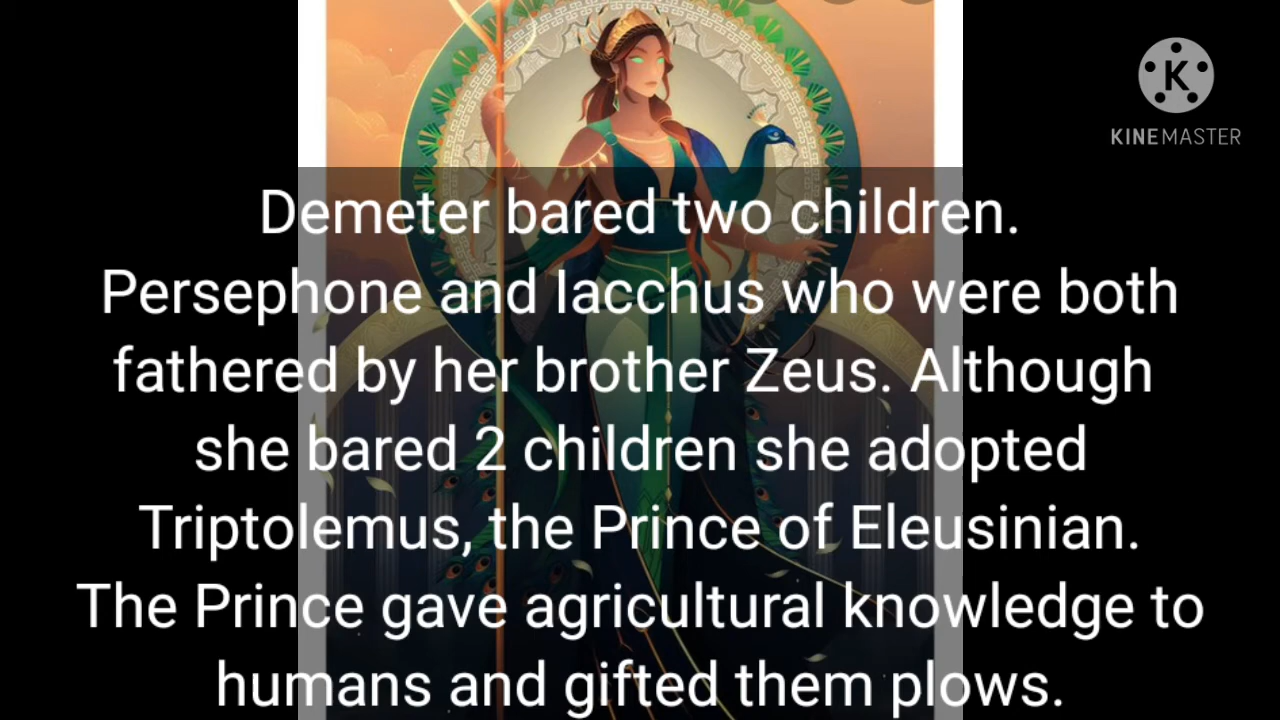 KINEMASTER
Demeter bared two children.
Persephone and Iacchus who were both
fathered by her brother Zeus. Although
she bared 2 children she adopted
Triptolemus, the Prince of Eleusinian.
The Prince gave agricultural knowledge to
humans and gifted them plows.